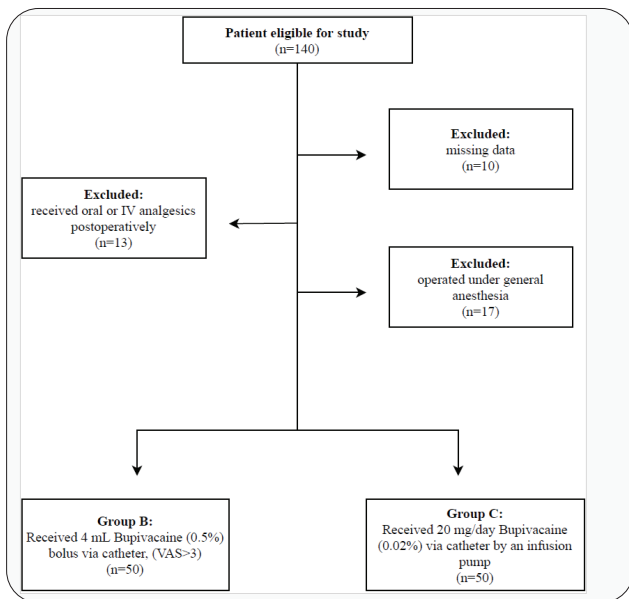 Patient eligible for study
(n=140)
Excluded:
missing data
(n=10)
Excluded:
received oral or IV analgesics
postoperatively
(n=13)
Excluded:
operated under general
anesthesia
(n=17)
Group B:
Received 4 mL Bupivacaine (0.5%)
bolus via catheter, (VAS>3)
(n=50)
Group C:
Received 20 mg/day Bupivacaine
(0.02%) via catheter by an infusion
pump
(n=50)